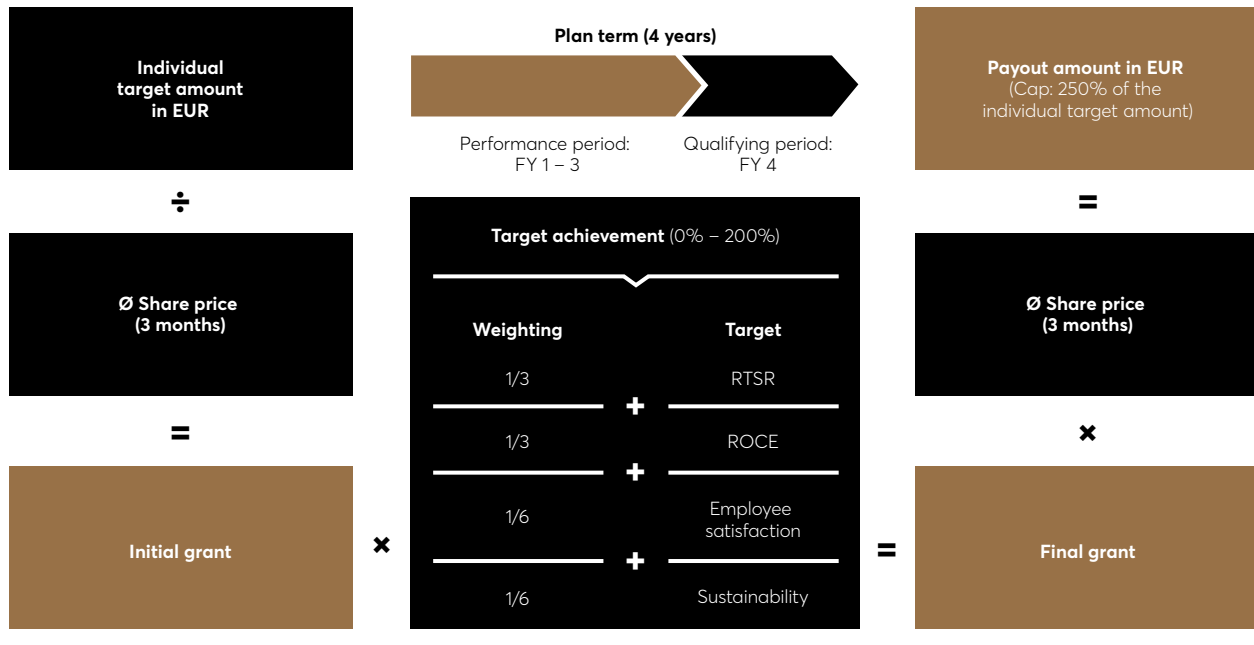 Individual
target amount
in EUR
÷
Ø Share price
(3 months)
=
Initial grant
×
Plan term (4 years)
Performance period:
FY 1 – 3
Qualifying period:
FY 4
Target achievement (0% – 200%)
Weighting Target
1/3 RTSR
+
1/3 ROCE
+
1/6 Employee
satisfaction
+
1/6 Sustainability
=
Payout amount in EUR
(Cap: 250% of the
individual target amount)
=
Ø Share price
(3 months)
×
Final grant